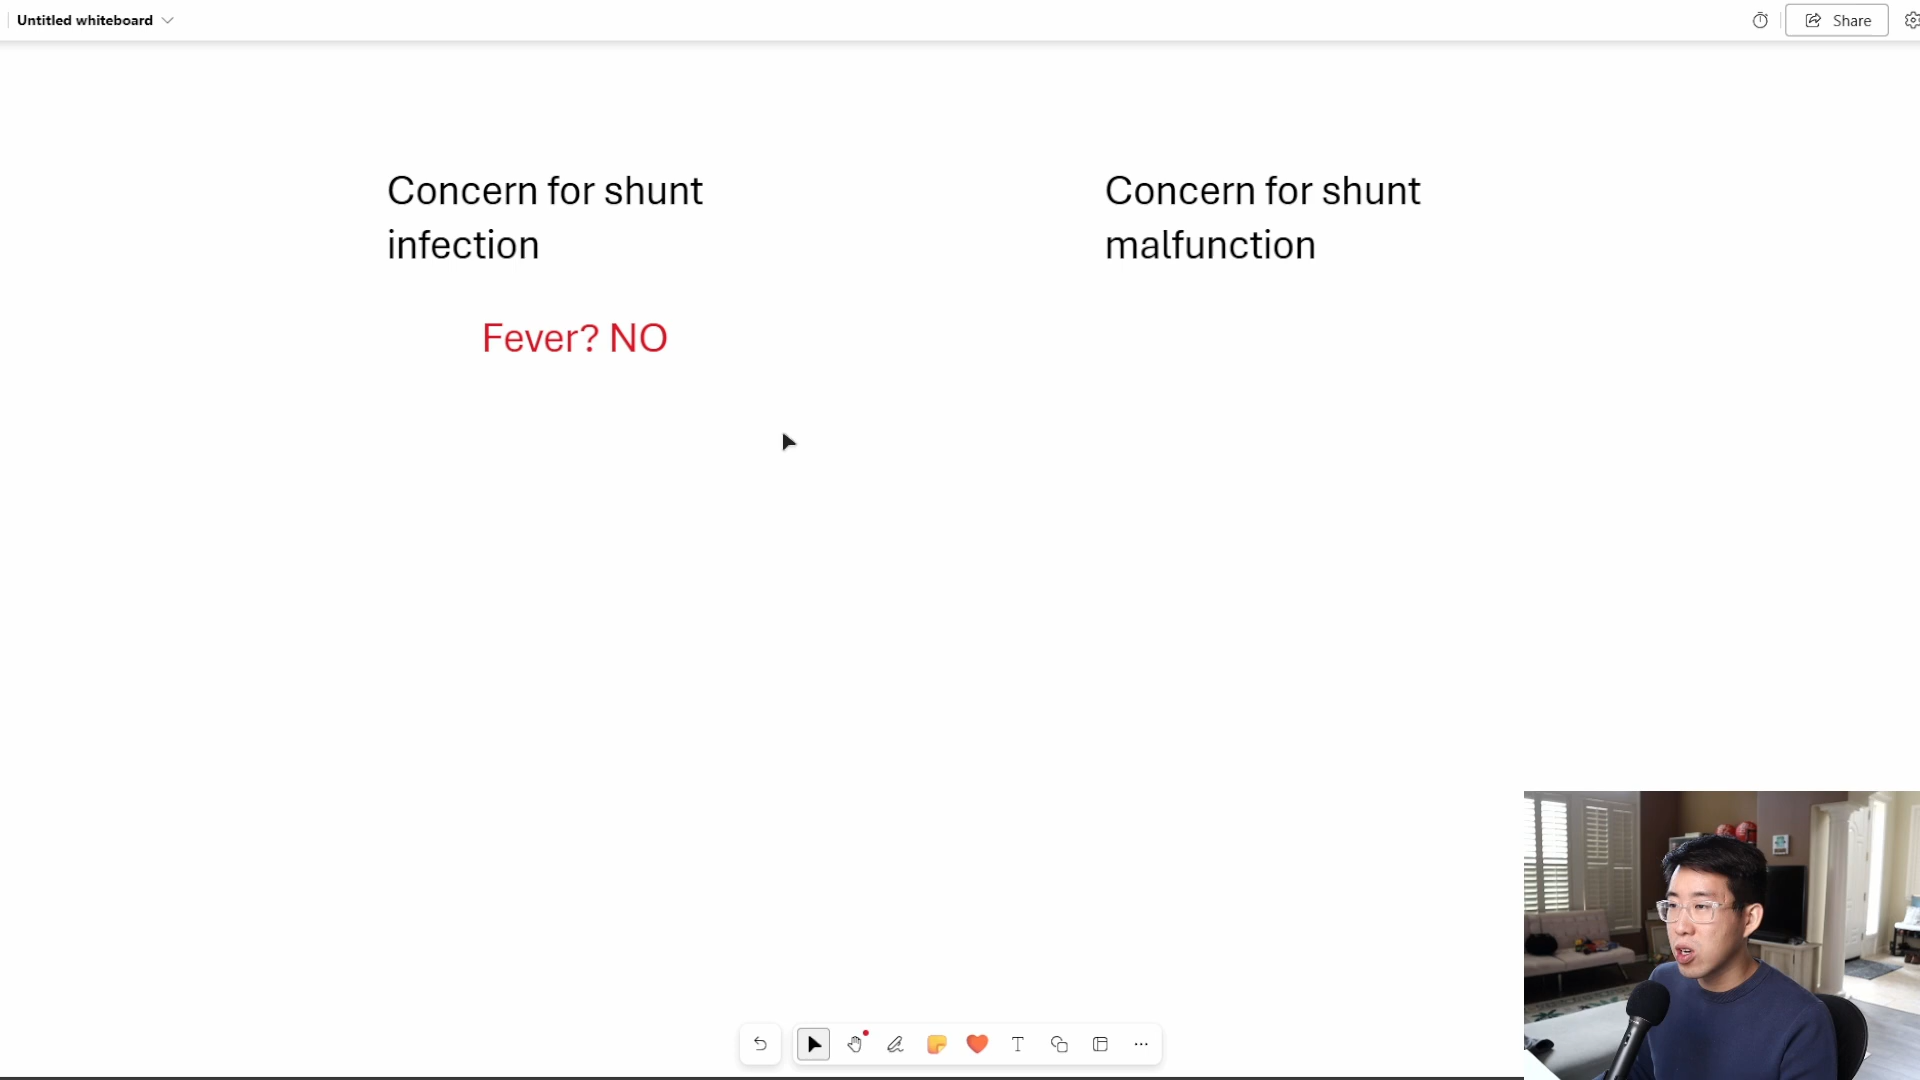 Untitled whiteboard
Share
Concern for shunt
infection
Concern for shunt
malfunction
Fever? NO